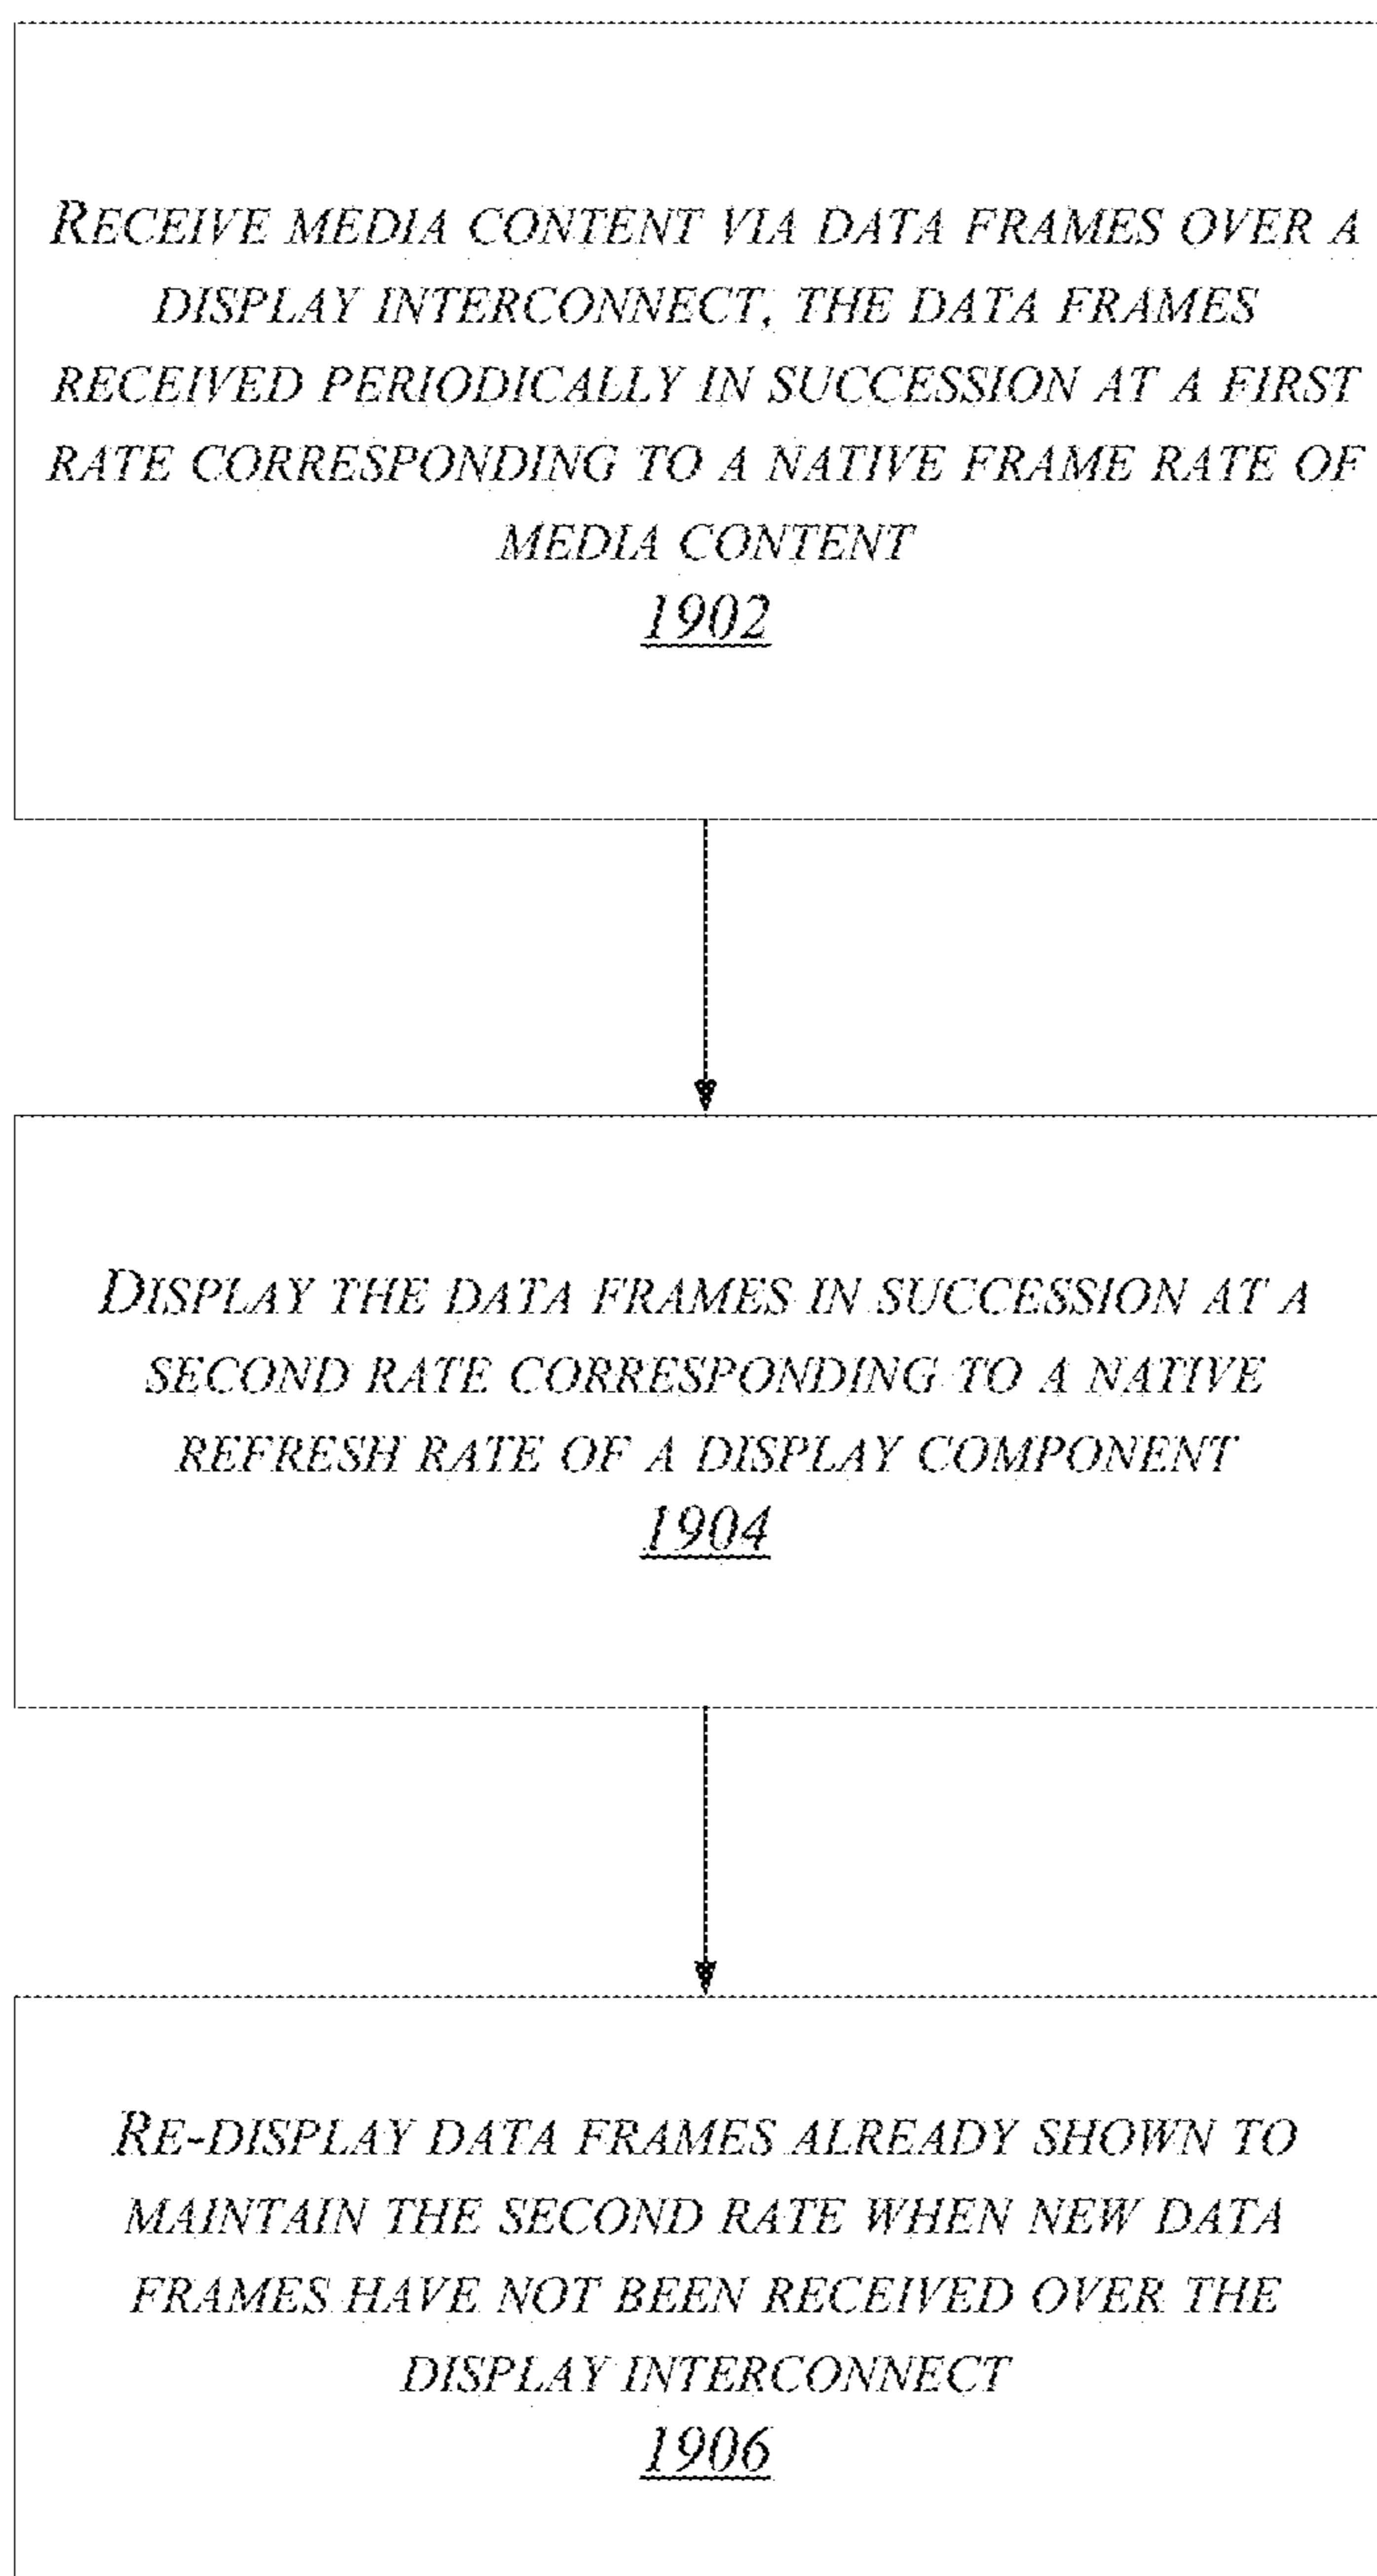 RECEIVE MEDIA CONTENT VIA DATA FRAMES OVER A
DISPLAY INTERCONNECT, THE DATA FRAMES
RECEIVED PERIODICALLY IN SUCCESSION AT A FIRST
RATE CORRESPONDING TO A NATIVE FRAME RATE OF
MEDIA CONTENT
1902
DISPLAY THE DATA FRAMES IN SUCCESSION AT A
SECOND RATE CORRESPONDING TO A NATIVE
REFRESH RATE OF A DISPLAY COMPONENT
1904
RE-DISPLAY DATA FRAMES ALREADY SHOWN TO
MAINTAIN THE SECOND RATE WHEN NEW DATA
FRAMES HAVE NOT BEEN RECEIVED OVER THE
DISPLAY INTERCONNECT
1906